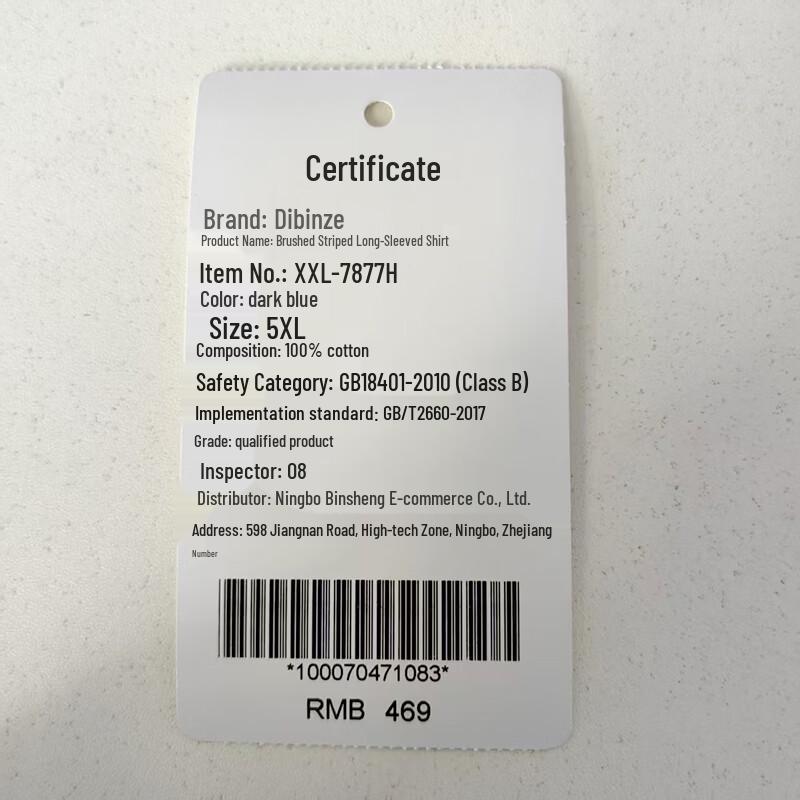 Certificate
Brand: Dibinze
Product Name: Brushed Striped Long-Sleeved Shirt
Item No.: XXL-7877H
Color: dark blue
Size: 5XL
Composition: 100% cotton
Safety Category: GB18401-2010 (Class B)
Implementation standard: GB/T2660-2017
Grade: qualified product
Inspector: 08
Distributor: Ningbo Binsheng E-commerce Co., Ltd.
Address: 598 Jiangnan Road, High-tech Zone, Ningbo, Zhejiang
Number
*100070471083*
RMB 469